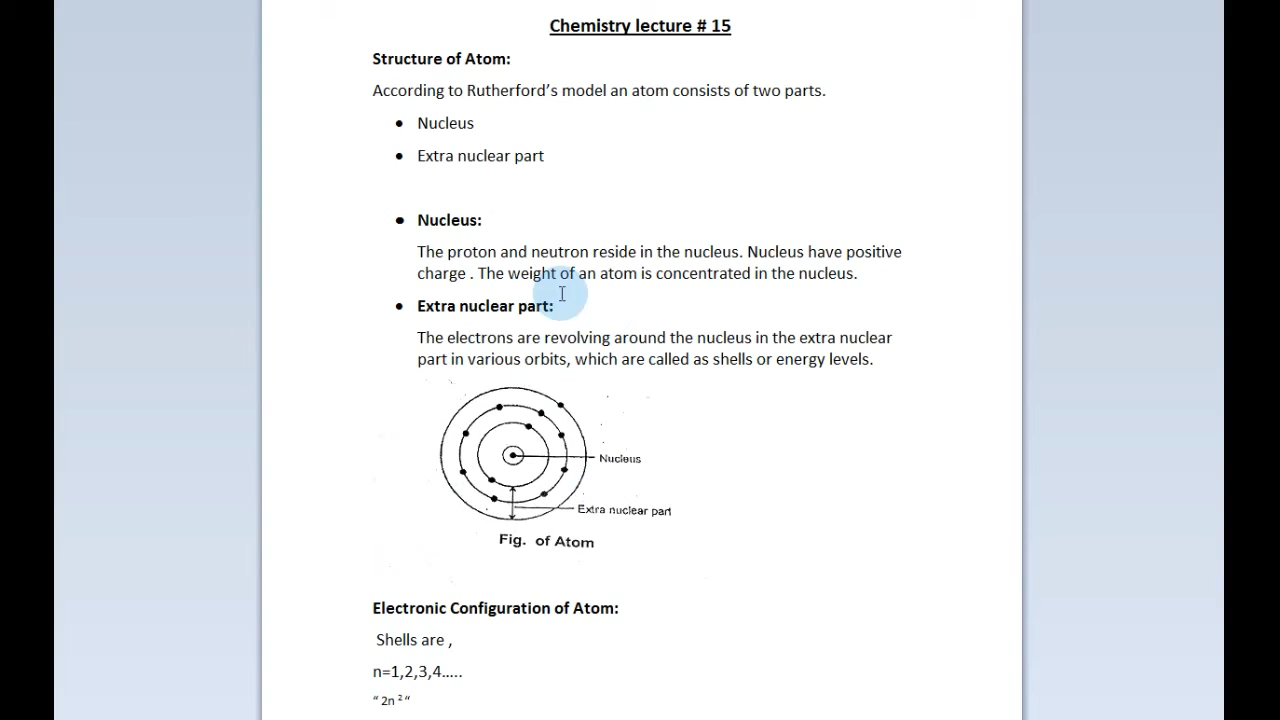 Chemistry lecture # 15
Structure of Atom:
According to Rutherford’s model an atom consists of two parts.
• Nucleus
• Extra nuclear part
• Nucleus:
The proton and neutron reside in the nucleus. Nucleus have positive
charge . The weight of an atom is concentrated in the nucleus.
• Extra nuclear part:
The electrons are revolving around the nucleus in the extra nuclear
part in various orbits, which are called as shells or energy levels.
Nucleus
Extra nuclear part
Fig. of Atom
Electronic Configuration of Atom:
Shells are ,
n=1,2,3,4.....
“ 2n ² “